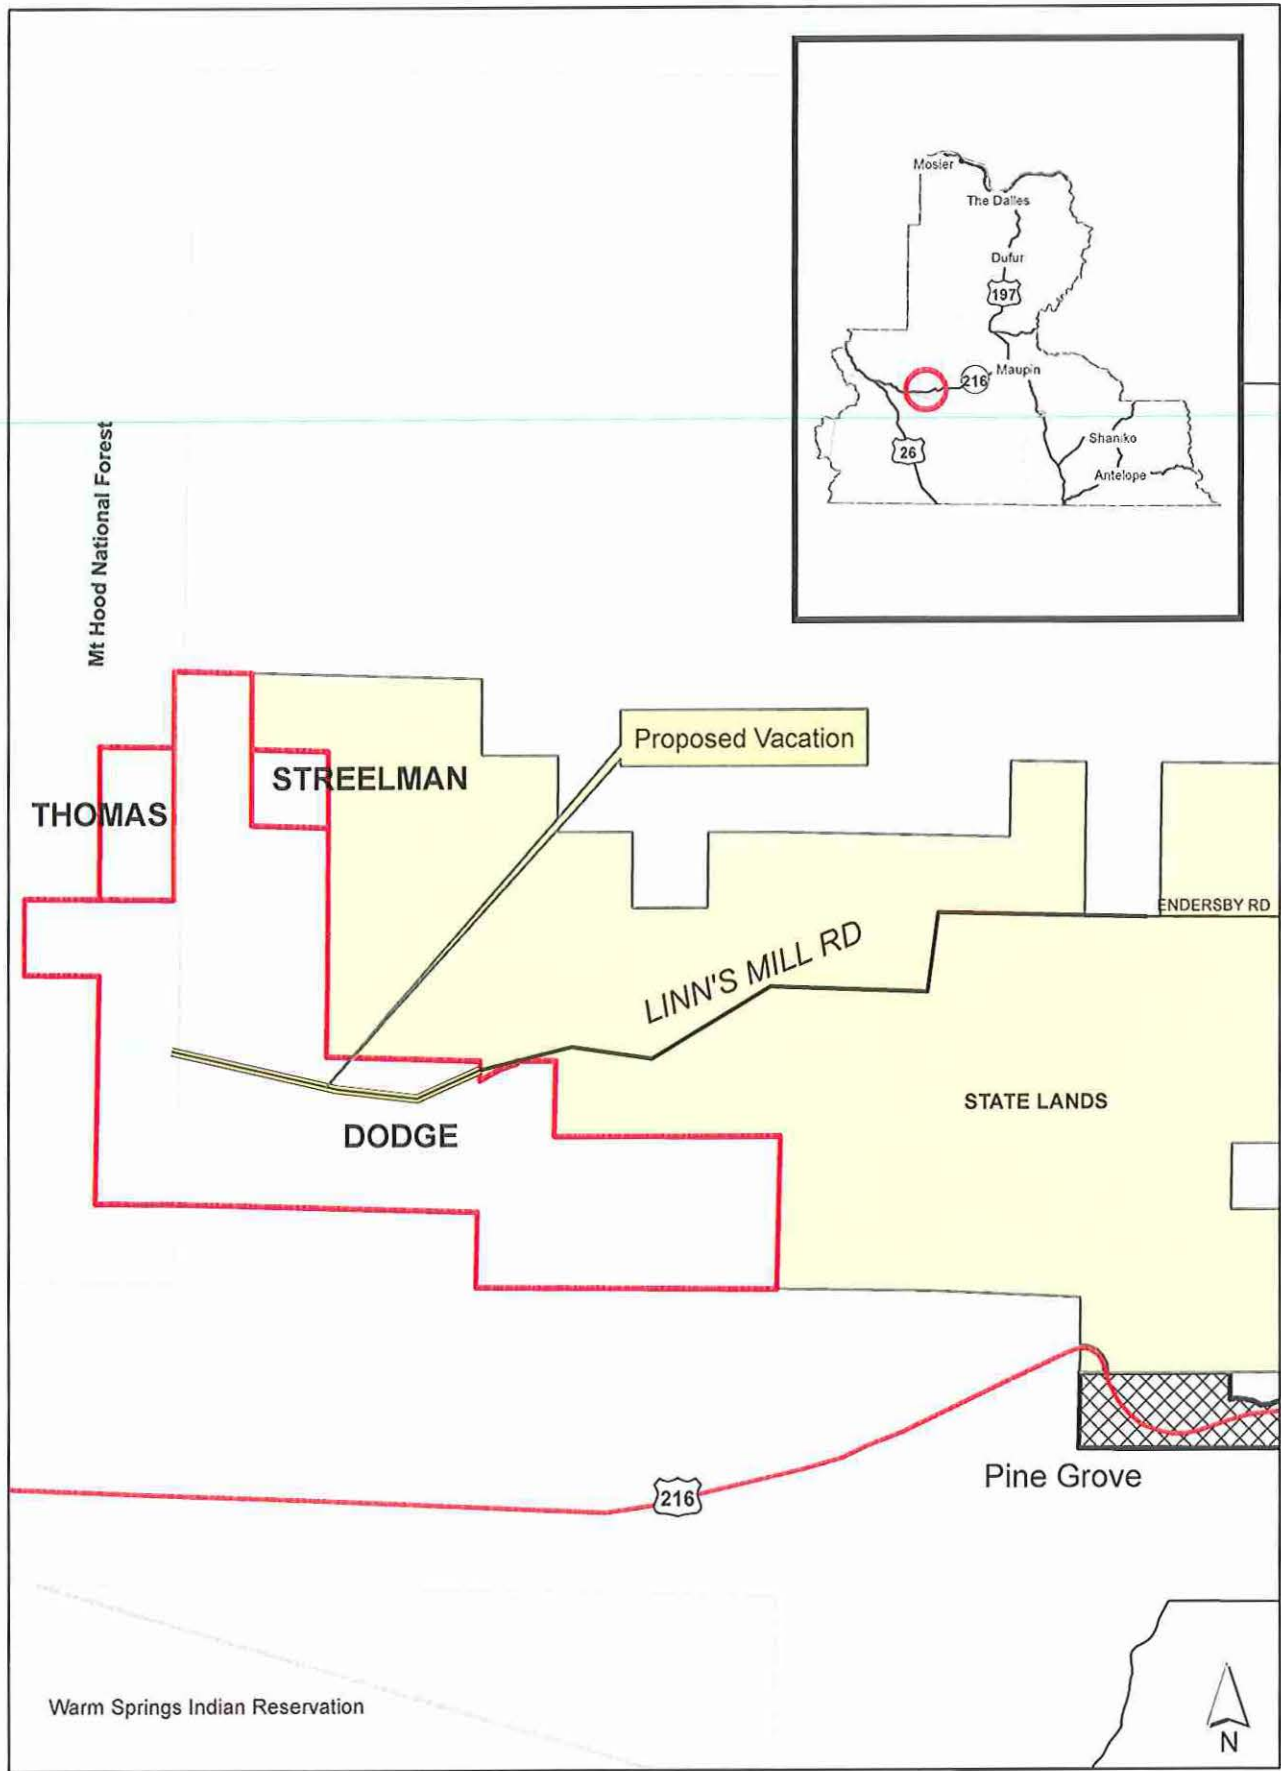 Mosier
The Dalles
Dufur
197
Maupin
216
26
Shaniko
Antelope
Mt Hood National Forest
Proposed Vacation
STREELMAN
THOMAS
ENDERSBY RD
LINN'S MILL RD
STATE LANDS
DODGE
Pine Grove
216
Warm Springs Indian Reservation
N